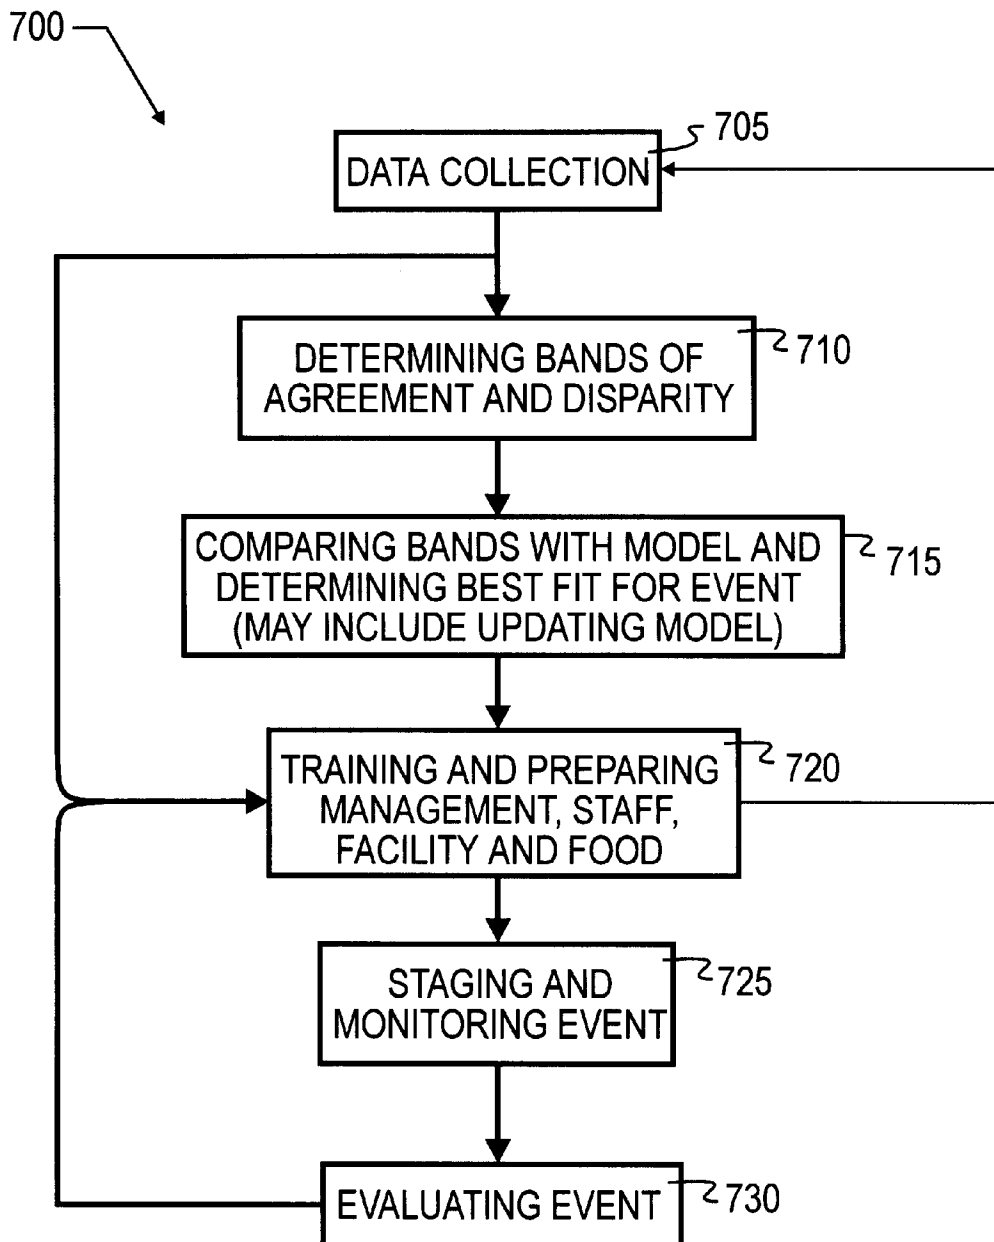 700
705
DATA COLLECTION
710
DETERMINING BANDS OF
AGREEMENT AND DISPARITY
715
COMPARING BANDS WITH MODEL AND
DETERMINING BEST FIT FOR EVENT
(MAY INCLUDE UPDATING MODEL)
720
TRAINING AND PREPARING
MANAGEMENT, STAFF,
FACILITY AND FOOD
725
STAGING AND
MONITORING EVENT
730
EVALUATING EVENT